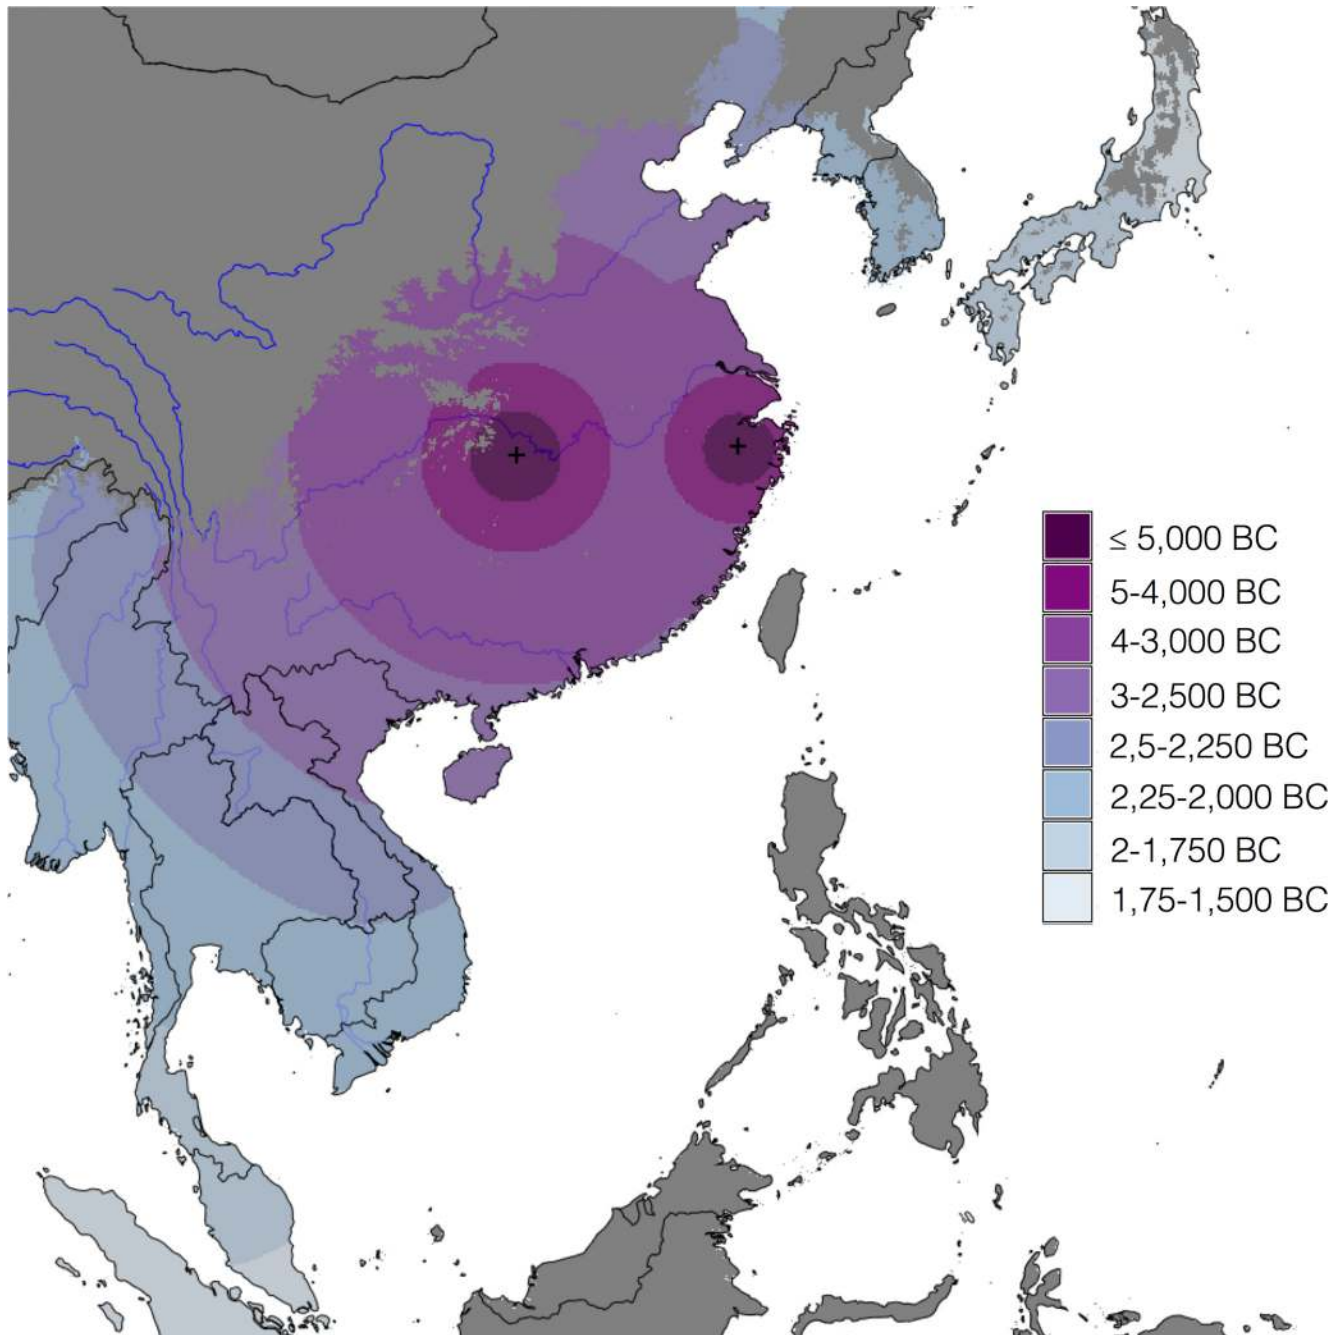 ≤ 5,000 BC
5-4,000 BC
4-3,000 BC
3-2,500 BC
2,5-2,250 BC
2,25-2,000 BC
2-1,750 BC
1,75-1,500 BC